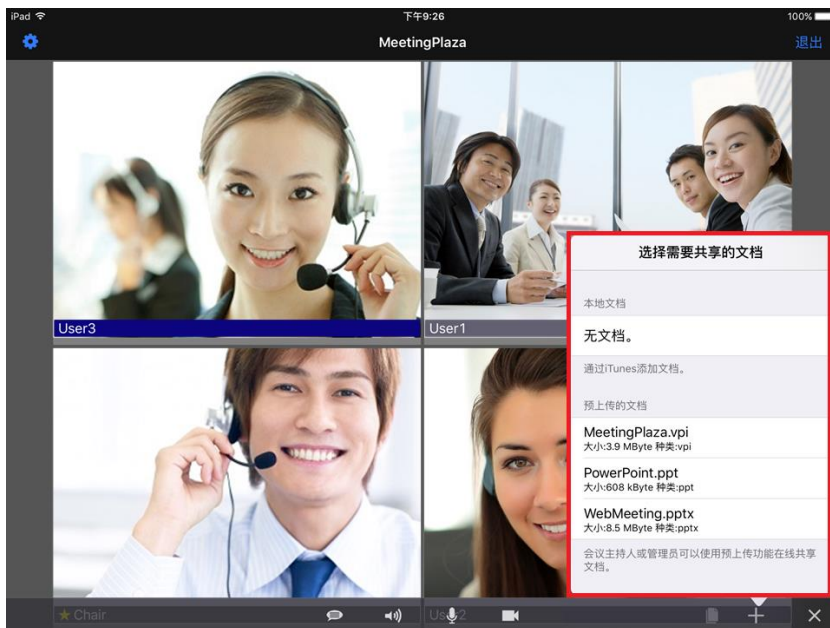 iPad 下午9:26 100%
MeetingPlaza 退出
User3
User1
选择需要共享的文档
本地文档
无文档。
通过iTunes添加文档。
预上传的文档
MeetingPlaza.vpi
大小:3.9 MByte 种类:vpi
PowerPoint.ppt
大小:608 kByte 种类:ppt
WebMeeting.pptx
大小:8.5 MByte 种类:pptx
会议主持人或管理员可以使用预上传功能在线共享
文档。
Chair
User2